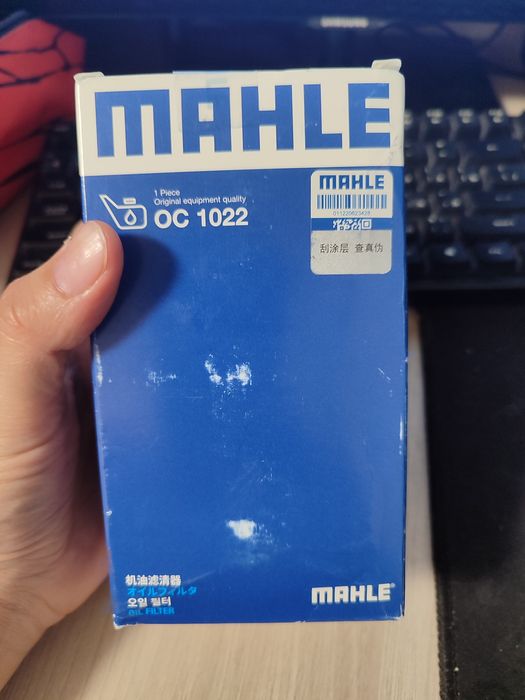 MAHLE
1 Piece
Original equipment quality
OC 1022
MAHLE
011220623428
刮涂层 查真伪
机油滤清器
オイルフィルタ
오일 필터
OIL FILTER
MAHLE®